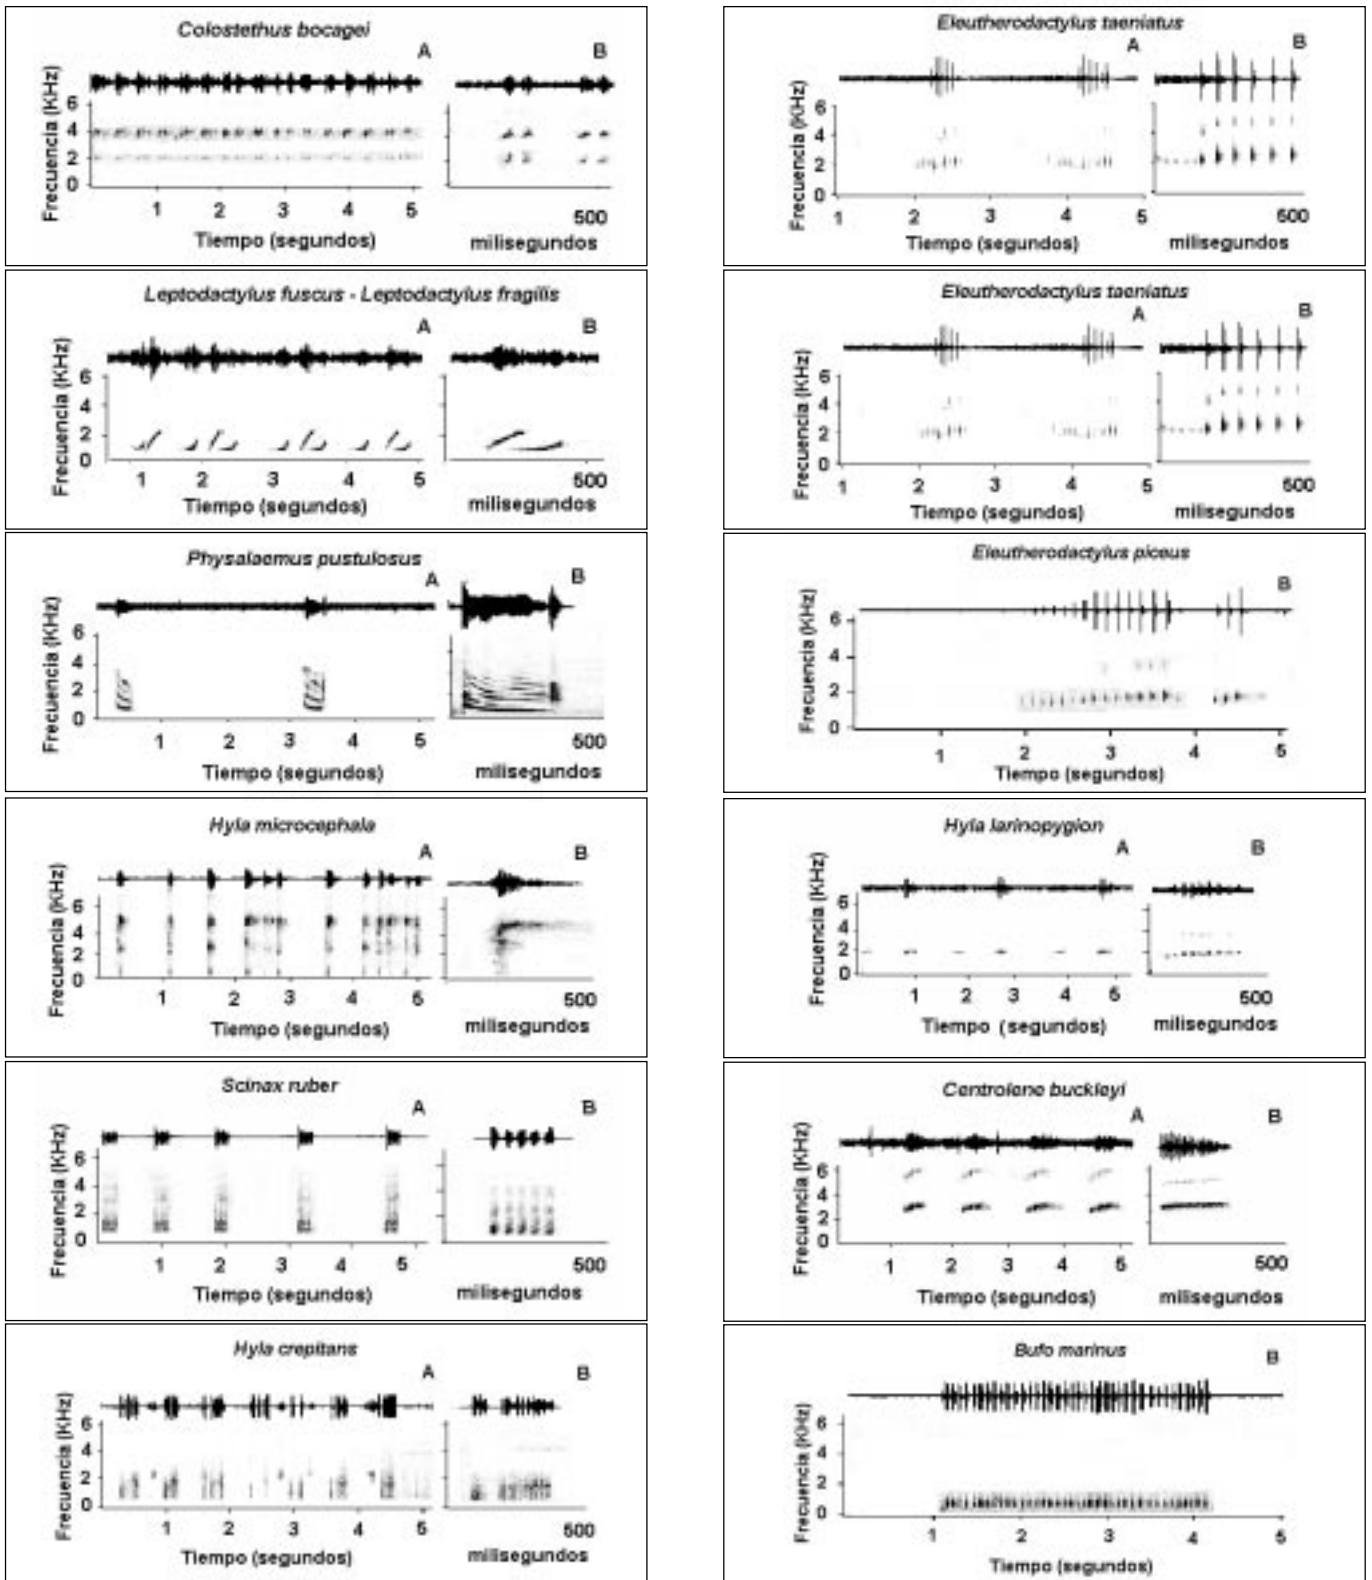 Colostethus bocagei
A
B
Frecuencia (KHz)
6
4
2
0
1 2 3 4 5
500
Tiempo (segundos)
milisegundos
Leptodactylus fuscus - Leptodactylus fragilis
A
B
Frecuencia (KHz)
6
4
2
0
1 2 3 4 5
500
Tiempo (segundos)
milisegundos
Physalaemus pustulosus
A
B
Frecuencia (KHz)
6
4
2
0
1 2 3 4 5
500
Tiempo (segundos)
milisegundos
Hyla microcephala
A
B
Frecuencia (KHz)
6
4
2
0
1 2 3 4 5
500
Tiempo (segundos)
milisegundos
Scinax ruber
A
B
Frecuencia (KHz)
6
4
2
0
1 2 3 4 5
500
Tiempo (segundos)
milisegundos
Hyla crepitans
A
B
Frecuencia (KHz)
6
4
2
0
1 2 3 4 5
500
Tiempo (segundos)
milisegundos
Eleutherodactylus taeniatus
A
B
Frecuencia (KHz)
6
4
2
0
1 2 3 4 5
600
Tiempo (segundos)
milisegundos
Eleutherodactylus taeniatus
A
B
Frecuencia (KHz)
6
4
2
0
1 2 3 4 5
600
Tiempo (segundos)
milisegundos
Eleutherodactylus piceus
B
Frecuencia (KHz)
6
4
2
0
1 2 3 4 5
Tiempo (segundos)
Hyla larinopygion
A
B
Frecuencia (KHz)
6
4
2
0
1 2 3 4 5
500
Tiempo (segundos)
milisegundos
Centrolene buckleyi
A
B
Frecuencia (KHz)
6
4
2
0
1 2 3 4 5
500
Tiempo (segundos)
milisegundos
Bufo marinus
B
Frecuencia (KHz)
6
4
2
0
1 2 3 4 5
Tiempo (segundos)